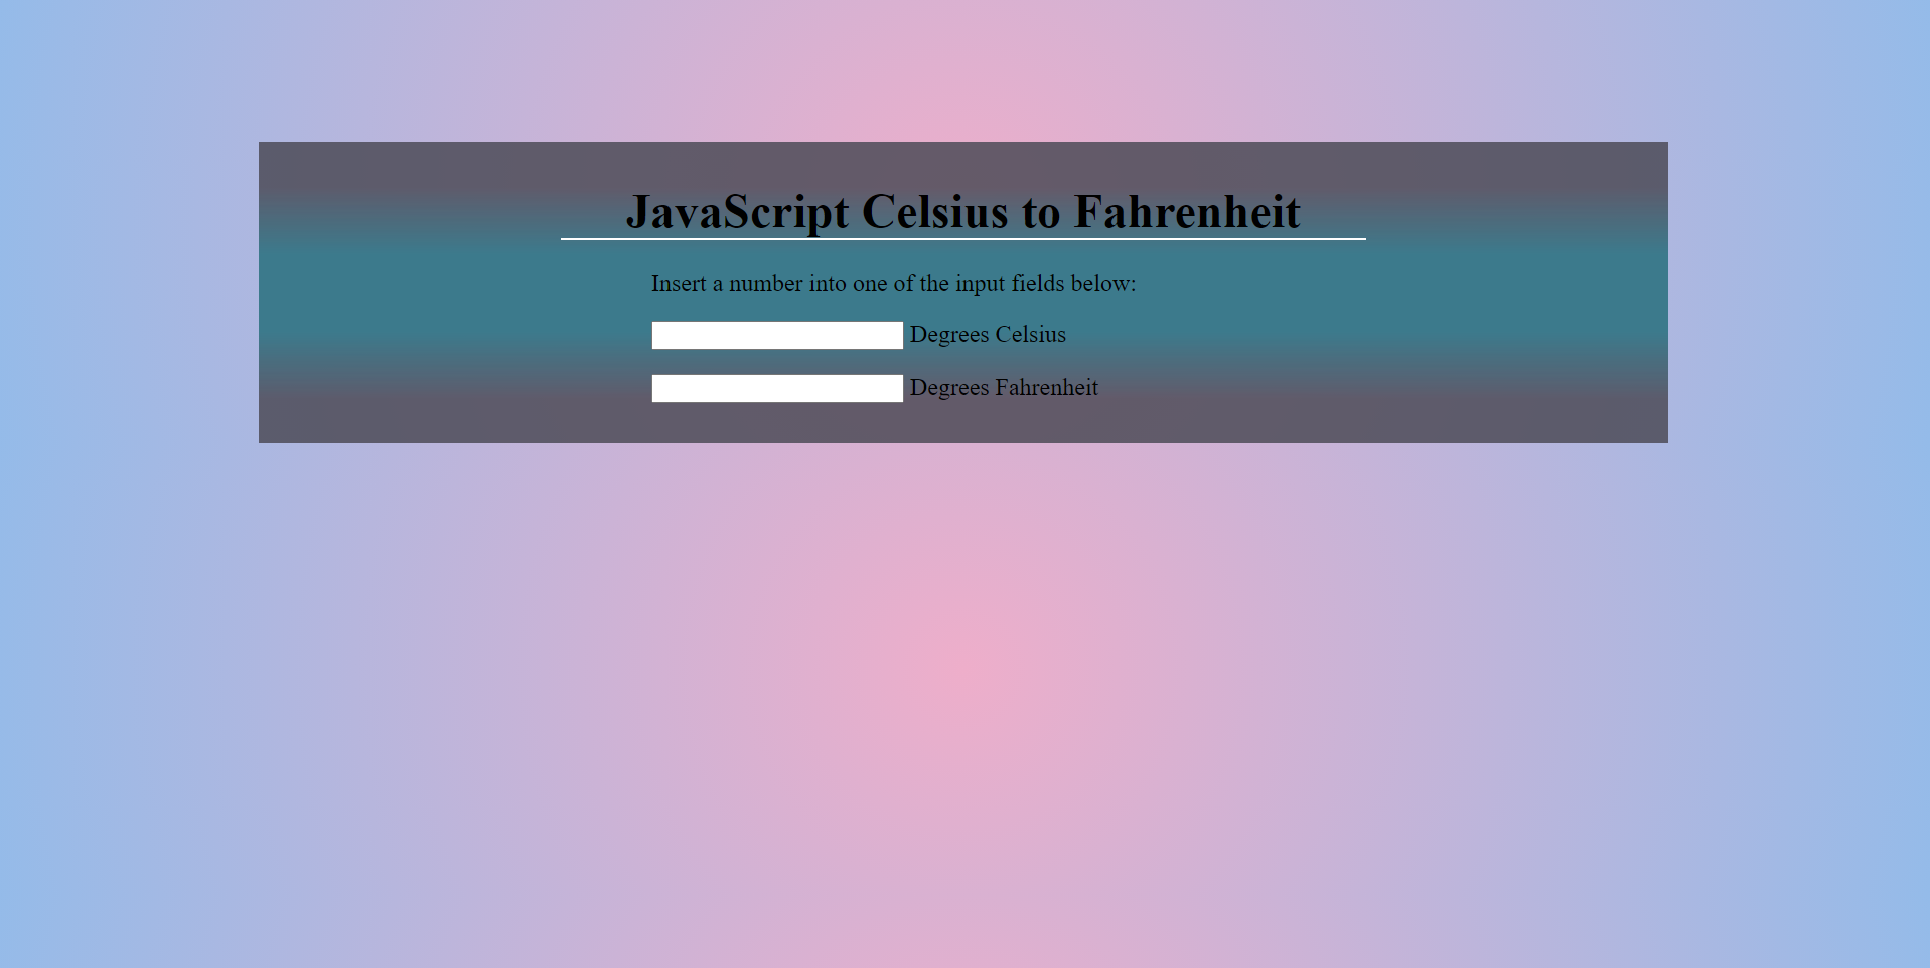 JavaScript Celsius to Fahrenheit
Insert a number into one of the input fields below:
Degrees Celsius
Degrees Fahrenheit